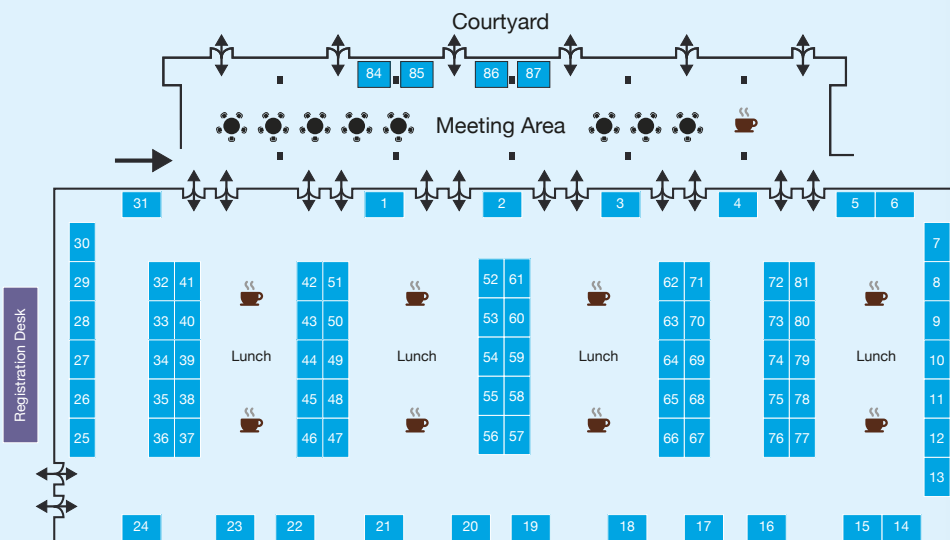 Courtyard
84 85 86 87
Meeting Area
31 1 2 3 4 5 6
30 7
29 32 41 42 51 52 61 62 71 72 81 8
28 33 40 43 50 53 60 63 70 73 80 9
Registration Desk
27 34 39 Lunch 44 49 Lunch 54 59 Lunch 64 69 74 79 Lunch 10
26 35 38 45 48 55 58 65 68 75 78 11
25 36 37 46 47 56 57 66 67 76 77 12
13
24 23 22 21 20 19 18 17 16 15 14